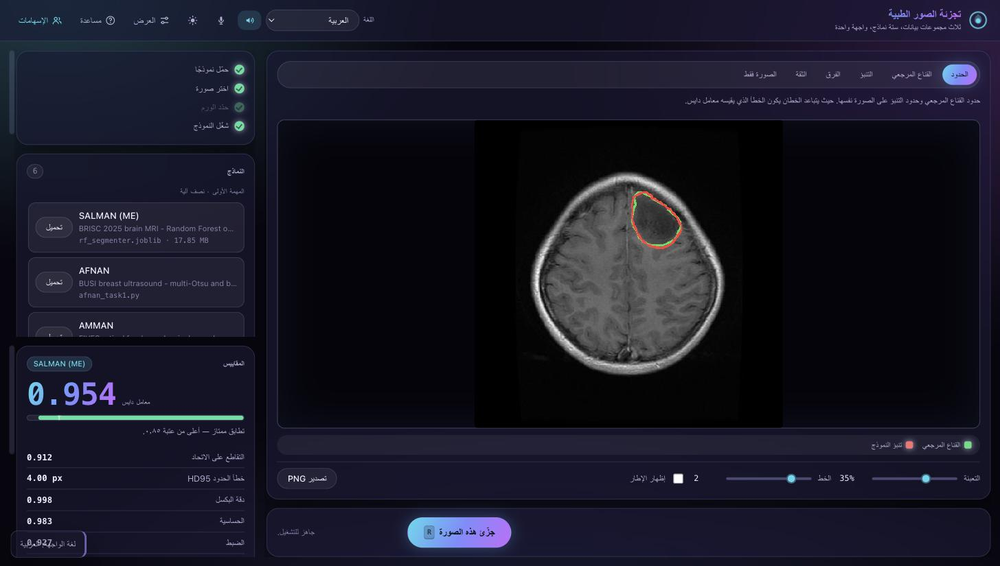 تجزئة الصور الطبية
ثلاث مجموعات بيانات، ستة نماذج، واجهة واحدة
اللغة
العربية
العرض
مساعدة
الإسهامات
الحدود
القناع المرجعي
التنبؤ
الفرق
الثقة
الصورة فقط
حدود القناع المرجعي وحدود التنبؤ على الصورة نفسها. حيث يتباعد الخطان يكون الخطأ الذي يقيسه معامل دايس.
القناع المرجعي
تنبؤ النموذج
التعبئة
35%
الخط
2
إظهار الإطار
تصدير PNG
جزّئ هذه الصورة
R
جاهز للتشغيل.
حمّل نموذجًا
اختر صورة
حدّد الورم
شغّل النموذج
النماذج
6
المهمة الأولى · نصف آلية
SALMAN (ME)
BRISC 2025 brain MRI - Random Forest o…
rf_segmenter.joblib · 17.85 MB
تحميل
AFNAN
BUSI breast ultrasound - multi-Otsu and b…
afnan_task1.py
تحميل
AMMAN
المقاييس
SALMAN (ME)
0.954
معامل دايس
تطابق ممتاز — أعلى من عتبة ٠.٨٥.
التقاطع على الاتحاد
0.912
خطأ الحدود HD95
4.00 px
دقة البكسل
0.998
الحساسية
0.983
الضبط
0.927
لغة الواجهة: العربية